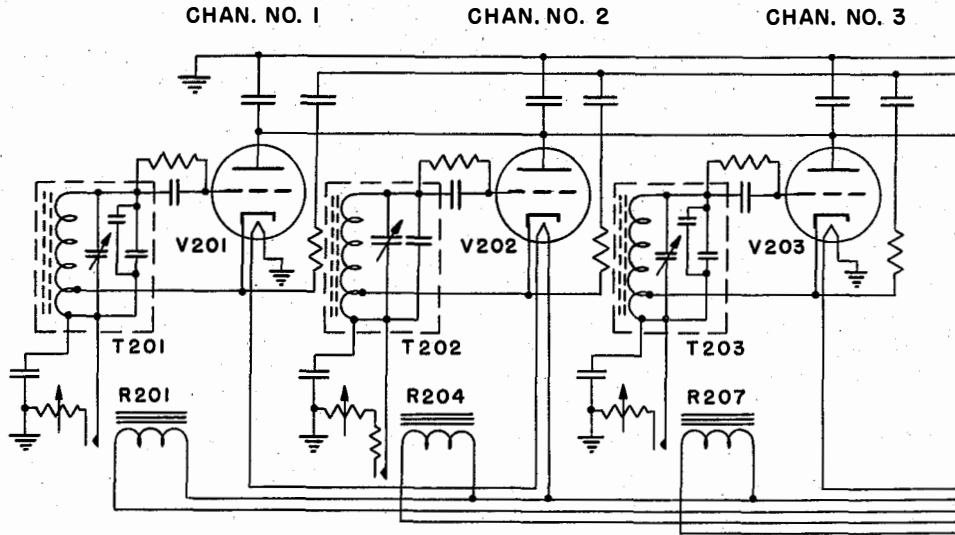 CHAN. NO. 1
CHAN. NO. 2
CHAN. NO. 3
V201
V202
V203
T201
T202
T203
R201
R204
R207